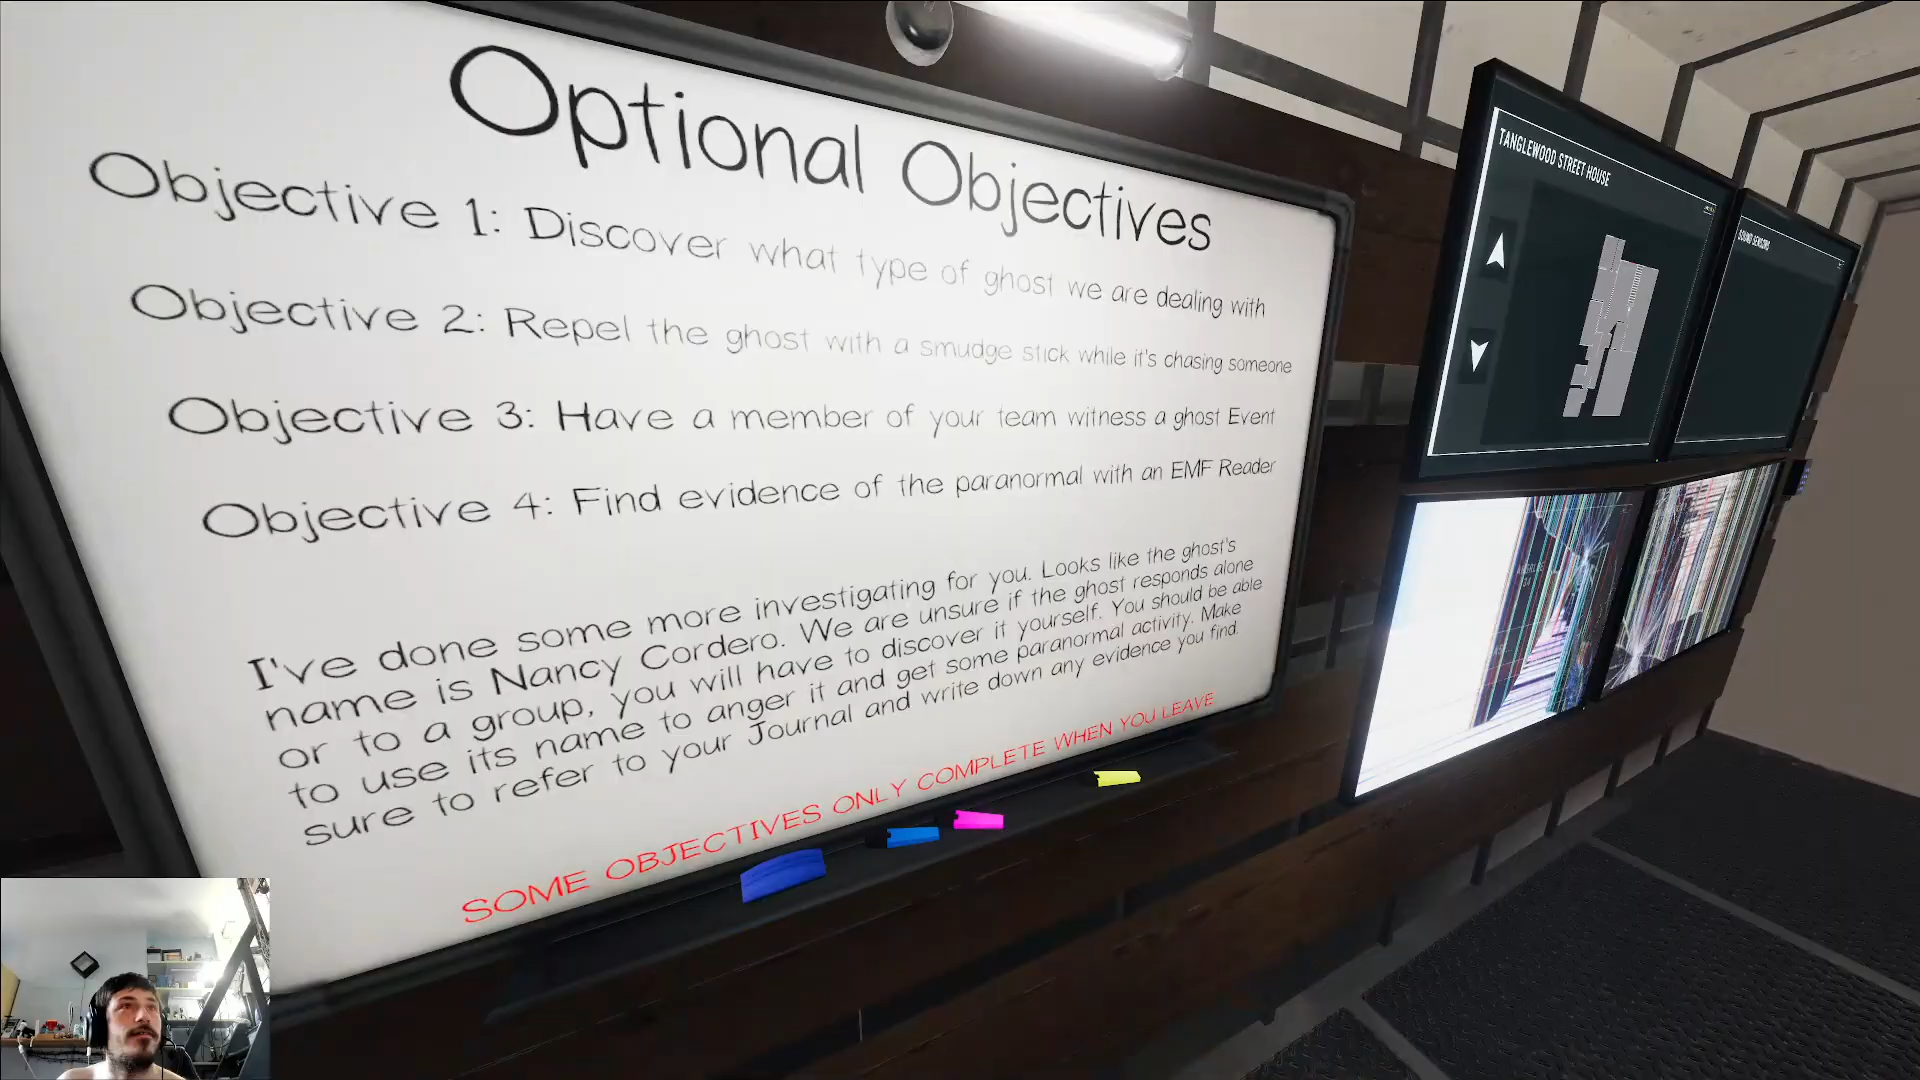 Optional Objectives
Objective 1: Discover what type of ghost we are dealing with
Objective 2: Repel the ghost with a smudge stick while it's chasing someone
Objective 3: Have a member of your team witness a ghost Event
Objective 4: Find evidence of the paranormal with an EMF Reader
I've done some more investigating for you. Looks like the ghost's
name is Nancy Cordero. We are unsure if the ghost responds alone
or to a group, you will have to discover it yourself. You should be able
to use its name to anger it and get some paranormal activity. Make
sure to refer to your Journal and write down any evidence you find.
SOME OBJECTIVES ONLY COMPLETE WHEN YOU LEAVE
TANGLEWOOD STREET HOUSE
SOUND SENSORS